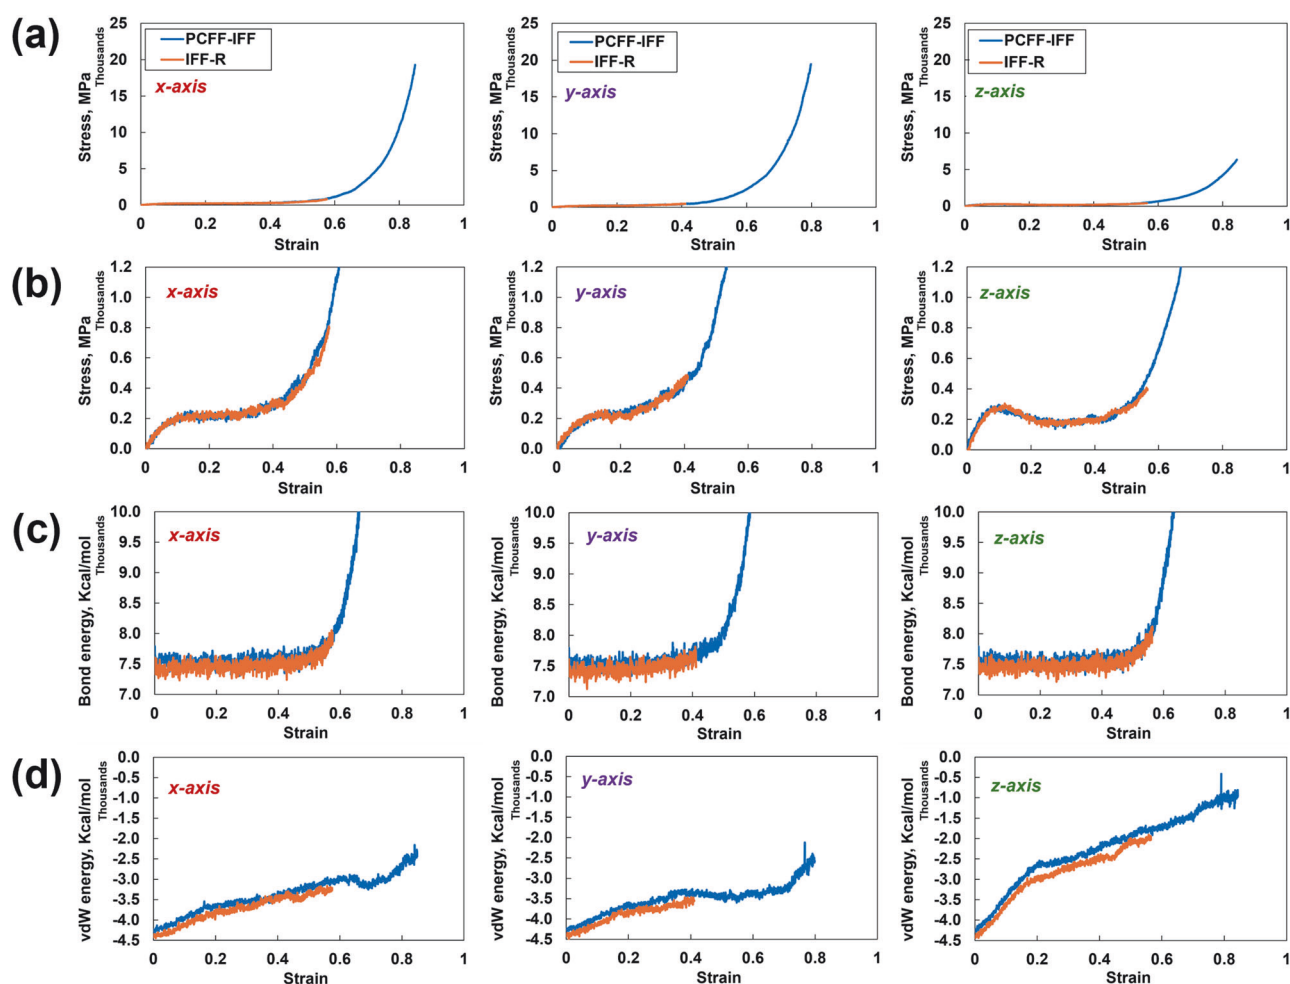 (a)
Stress, MPa
Thousands
25
20
15
10
5
0
PCFF-IFF
IFF-R
x-axis
0 0.2 0.4 0.6 0.8 1
Strain
Stress, MPa
Thousands
25
20
15
10
5
0
PCFF-IFF
IFF-R
y-axis
0 0.2 0.4 0.6 0.8 1
Strain
Stress, MPa
Thousands
25
20
15
10
5
0
PCFF-IFF
IFF-R
z-axis
0 0.2 0.4 0.6 0.8 1
Strain
(b)
Stress, MPa
Thousands
1.2
1.0
0.8
0.6
0.4
0.2
0.0
x-axis
0 0.2 0.4 0.6 0.8 1
Strain
Stress, MPa
Thousands
1.2
1.0
0.8
0.6
0.4
0.2
0.0
y-axis
0 0.2 0.4 0.6 0.8 1
Strain
Stress, MPa
Thousands
1.2
1.0
0.8
0.6
0.4
0.2
0.0
z-axis
0 0.2 0.4 0.6 0.8 1
Strain
(c)
Bond energy, Kcal/mol
Thousands
10.0
9.5
9.0
8.5
8.0
7.5
7.0
x-axis
0 0.2 0.4 0.6 0.8 1
Strain
Bond energy, Kcal/mol
Thousands
10.0
9.5
9.0
8.5
8.0
7.5
7.0
y-axis
0 0.2 0.4 0.6 0.8 1
Strain
Bond energy, Kcal/mol
Thousands
10.0
9.5
9.0
8.5
8.0
7.5
7.0
z-axis
0 0.2 0.4 0.6 0.8 1
Strain
(d)
vdW energy, Kcal/mol
Thousands
0.0
-0.5
-1.0
-1.5
-2.0
-2.5
-3.0
-3.5
-4.0
-4.5
x-axis
0 0.2 0.4 0.6 0.8 1
Strain
vdW energy, Kcal/mol
Thousands
0.0
-0.5
-1.0
-1.5
-2.0
-2.5
-3.0
-3.5
-4.0
-4.5
y-axis
0 0.2 0.4 0.6 0.8 1
Strain
vdW energy, Kcal/mol
Thousands
0.0
-0.5
-1.0
-1.5
-2.0
-2.5
-3.0
-3.5
-4.0
-4.5
z-axis
0 0.2 0.4 0.6 0.8 1
Strain